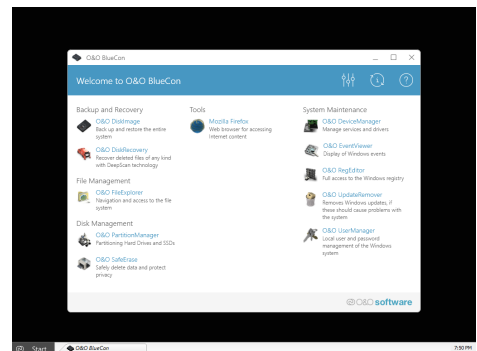 O&O BlueCon
Welcome to O&O BlueCon
Backup and Recovery
O&O DiskImage
Back up and restore the entire
system
O&O DiskRecovery
Recover deleted files of any kind
with DeepScan technology
File Management
O&O FileExplorer
Navigation and access to the file
system
Disk Management
O&O PartitionManager
Partitioning Hard Drives and SSDs
O&O SafeErase
Safely delete data and protect
privacy
Tools
Mozilla Firefox
Web browser for accessing
Internet content
System Maintenance
O&O DeviceManager
Manage services and drivers
O&O EventViewer
Display of Windows events
O&O RegEditor
Full access to the Windows registry
O&O UpdateRemover
Removes Windows updates, if
these should cause problems with
the system
O&O UserManager
Local user and password
management of the Windows
system
O&O software
Start
O&O BlueCon
7:50 PM